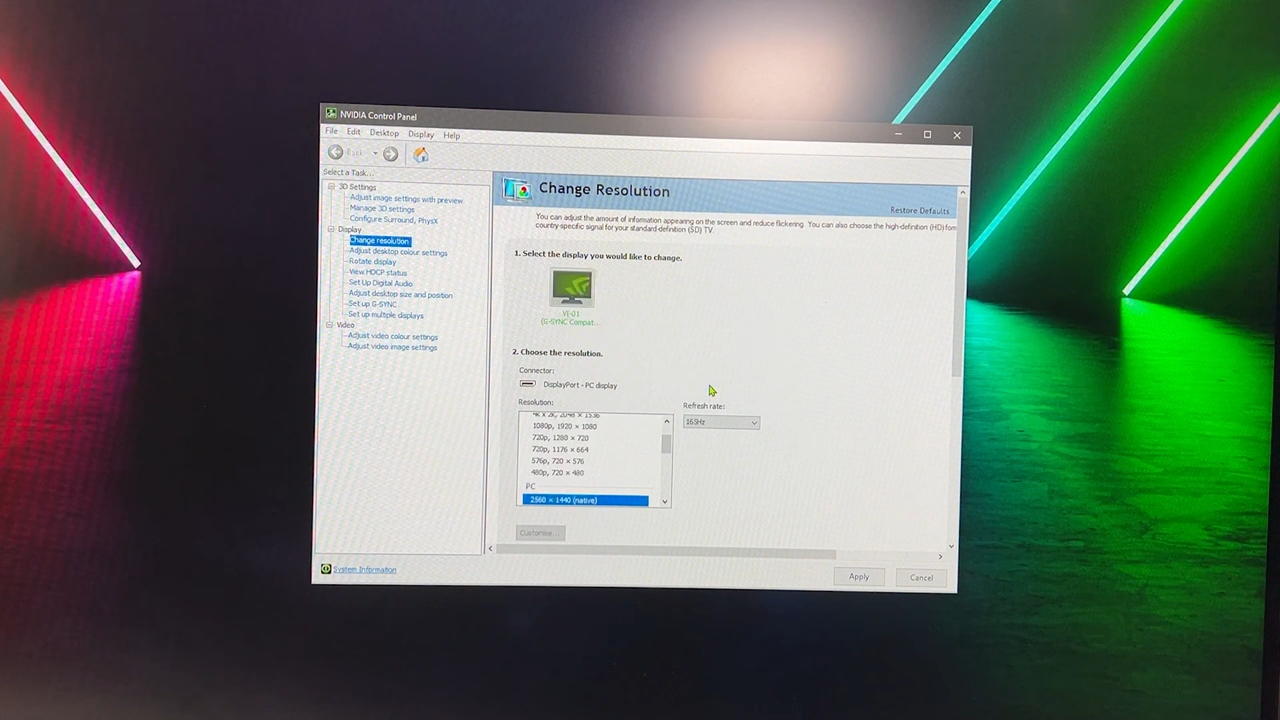 NVIDIA Control Panel
File Edit Desktop Display Help
Back
Select a Task...
3D Settings
Adjust image settings with preview
Manage 3D settings
Configure Surround, PhysX
Display
Change resolution
Adjust desktop colour settings
Rotate display
View HDCP status
Set Up Digital Audio
Adjust desktop size and position
Set up G-SYNC
Set up multiple displays
Video
Adjust video colour settings
Adjust video image settings
System Information
Change Resolution
Restore Defaults
You can adjust the amount of information appearing on the screen and reduce flickering. You can also choose the high-definition (HD) form
country-specific signal for your standard definition (SD) TV.
1. Select the display you would like to change.
(G-SYNC Compat...
2. Choose the resolution.
Connector:
DisplayPort - PC display
Resolution:
4K x 2K, 2048 × 1536
1080p, 1920 × 1080
720p, 1280 × 720
720p, 1176 × 664
576p, 720 × 576
480p, 720 × 480
PC
2560 × 1440 (native)
Refresh rate:
165Hz
Customise...
Apply
Cancel